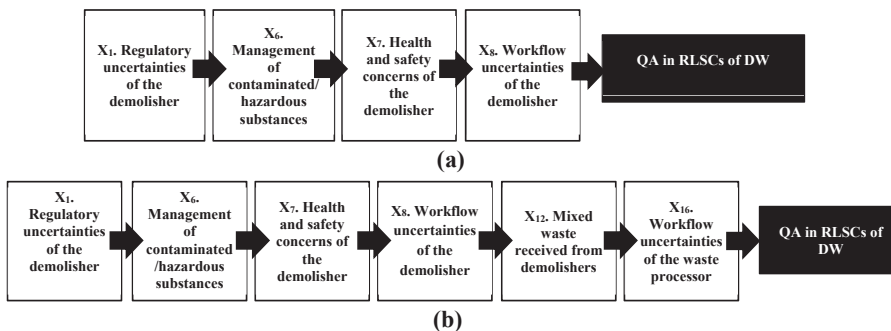 X₁. Regulatory
uncertainties
of the
demolisher
X₆.
Management
of
contaminated/
hazardous
substances
X₇. Health
and safety
concerns of
the
demolisher
X₈. Workflow
uncertainties
of the
demolisher
QA in RLSCs of DW
(a)
X₁.
Regulatory
uncertainties
of the
demolisher
X₆.
Management
of
contaminated
/hazardous
substances
X₇. Health
and safety
concerns of
the
demolisher
X₈. Workflow
uncertainties
of the
demolisher
X₁₂. Mixed
waste
received from
demolishers
X₁₆.
Workflow
uncertainties
of the waste
processor
QA in RLSCs of
DW
(b)